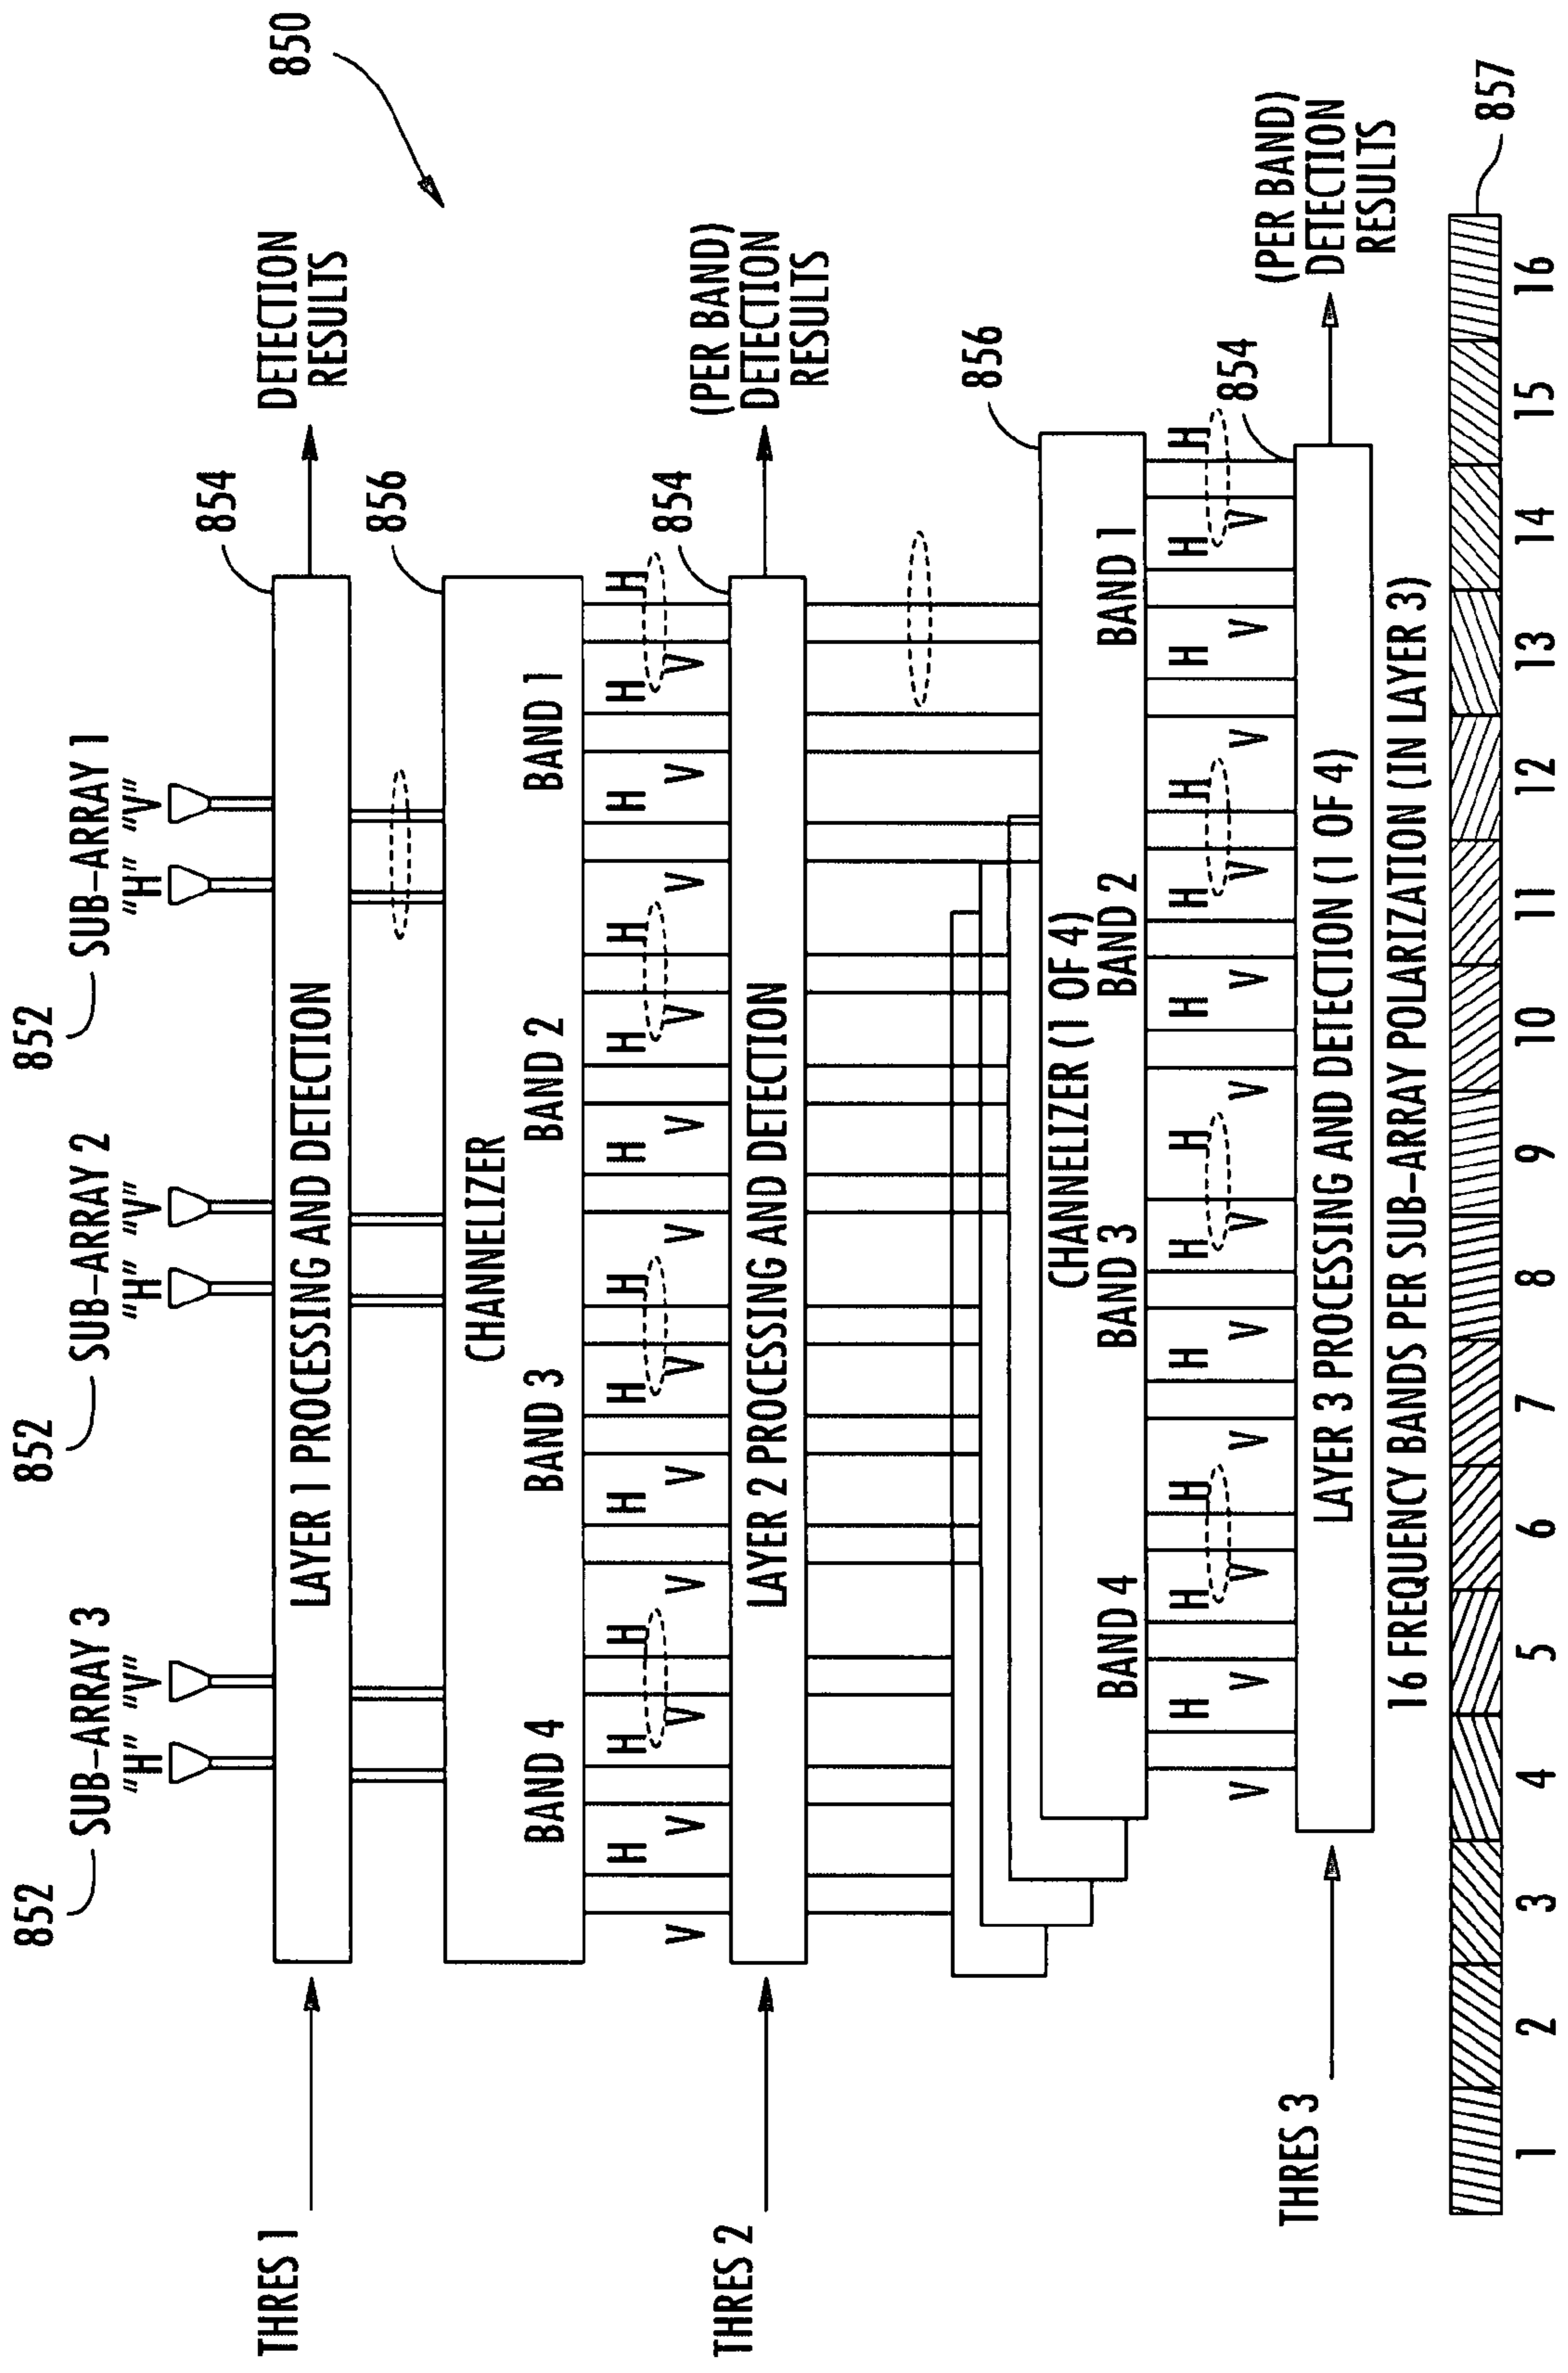 852 852 852
SUB-ARRAY 3 SUB-ARRAY 2 SUB-ARRAY 1
"H" "V" "H" "V" "H" "V"
850
854
THRES 1
LAYER 1 PROCESSING AND DETECTION
DETECTION
RESULTS
856
CHANNELIZER
BAND 4 BAND 3 BAND 2 BAND 1
H H H H H H H H H H H H
V V V V V V V V V V V V
854
THRES 2
LAYER 2 PROCESSING AND DETECTION
(PER BAND)
DETECTION
RESULTS
856
CHANNELIZER (1 OF 4)
BAND 4 BAND 3 BAND 2 BAND 1
H H H H H H H H H H H H
V V V V V V V V V V V V
854
THRES 3
LAYER 3 PROCESSING AND DETECTION (1 OF 4)
(PER BAND)
DETECTION
RESULTS
16 FREQUENCY BANDS PER SUB-ARRAY POLARIZATION (IN LAYER 3)
857
1 2 3 4 5 6 7 8 9 10 11 12 13 14 15 16